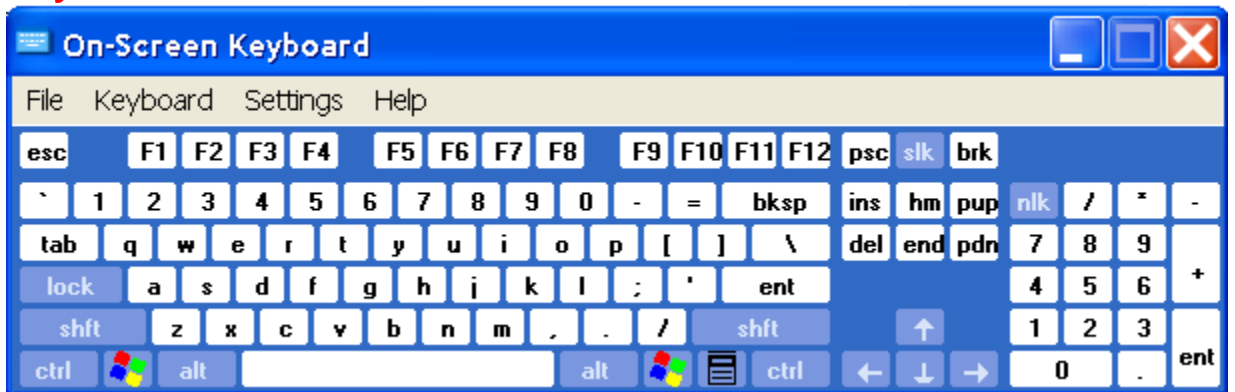 On-Screen Keyboard
File Keyboard Settings Help
esc F1 F2 F3 F4 F5 F6 F7 F8 F9 F10 F11 F12 psc slk brk
` 1 2 3 4 5 6 7 8 9 0 - = bksp ins hm pup nlk / * -
tab q w e r t y u i o p [ ] \ del end pdn 7 8 9
lock a s d f g h j k l ; ' ent 4 5 6 +
shft z x c v b n m , . / shft ↑ 1 2 3
ctrl alt alt ctrl ← ↓ → 0 . ent